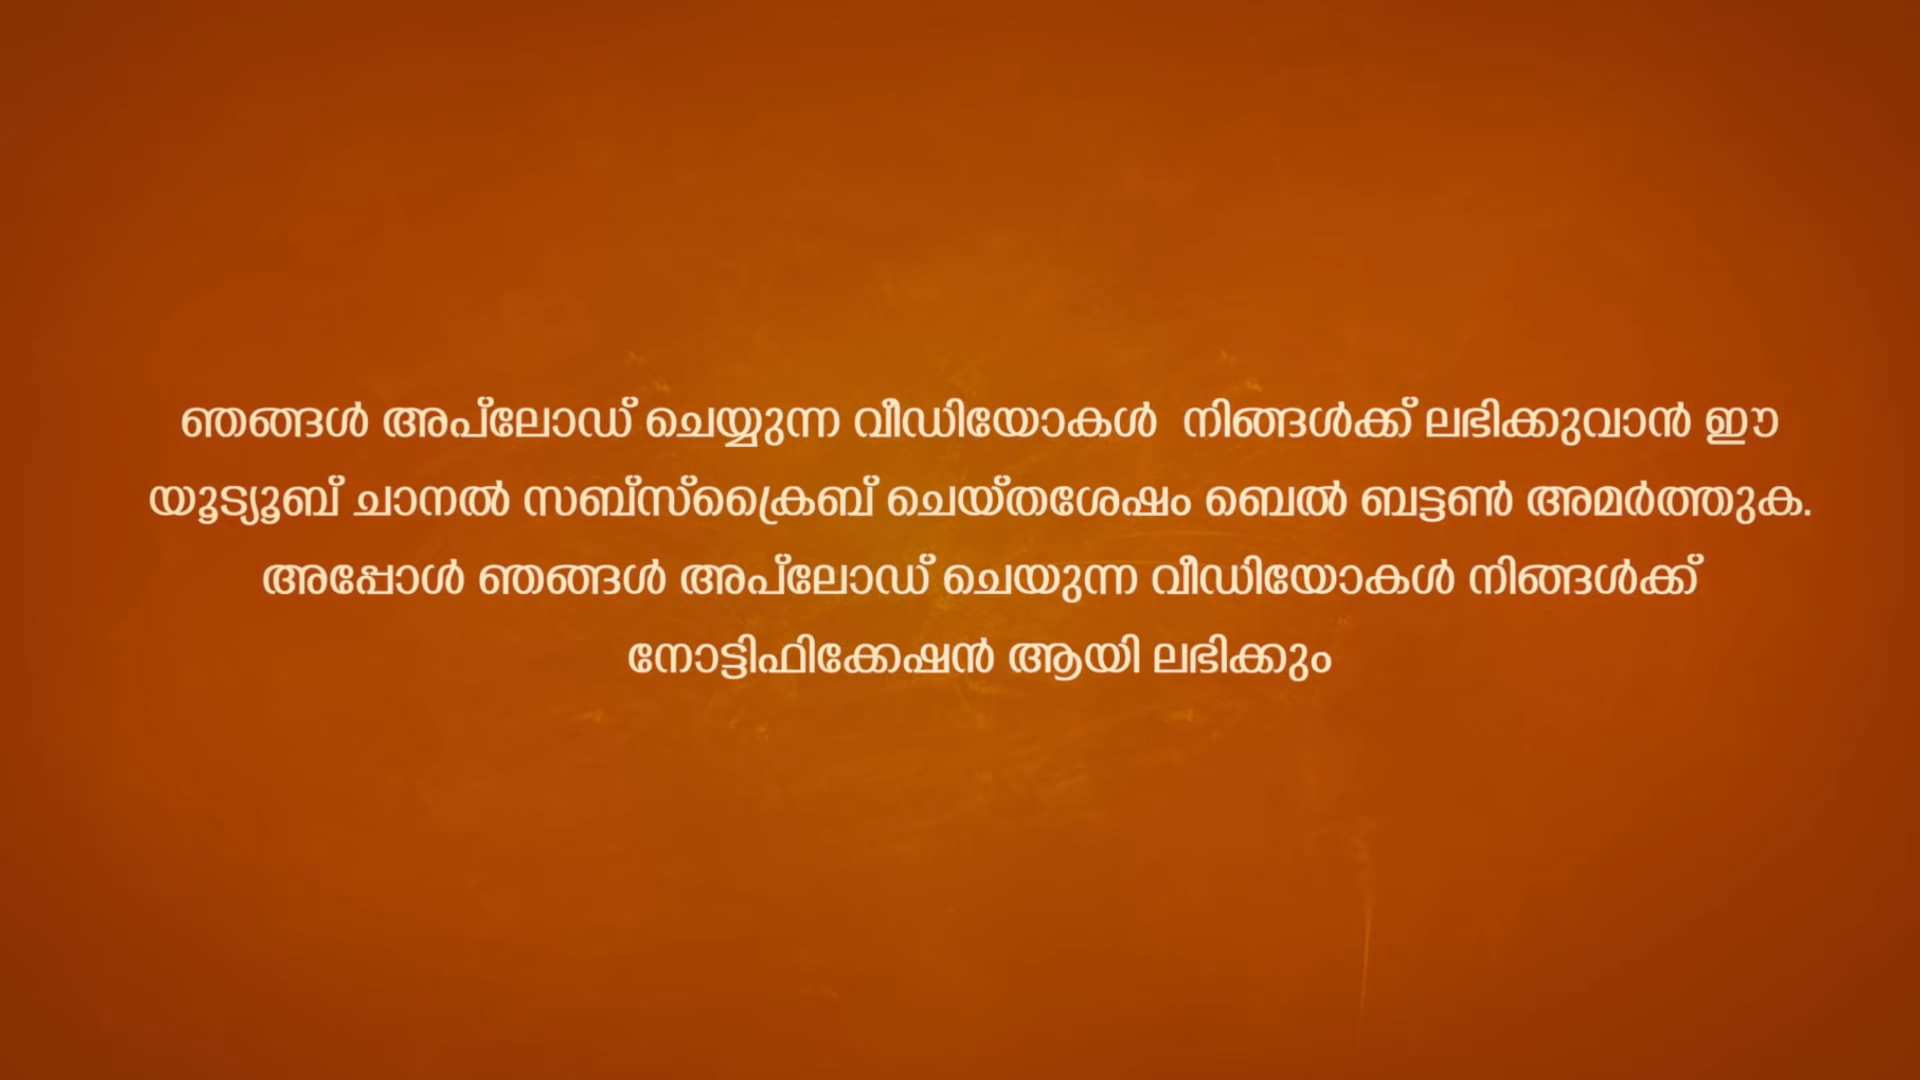 ഞങ്ങൾ അപ്‌ലോഡ് ചെയ്യുന്ന വീഡിയോകൾ  നിങ്ങൾക്ക് ലഭിക്കുവാൻ ഈ
യൂട്യൂബ് ചാനൽ സബ്സ്ക്രൈബ് ചെയ്തശേഷം ബെൽ ബട്ടൺ അമർത്തുക.
അപ്പോൾ ഞങ്ങൾ അപ്‌ലോഡ് ചെയുന്ന വീഡിയോകൾ നിങ്ങൾക്ക്
നോട്ടിഫിക്കേഷൻ ആയി ലഭിക്കും